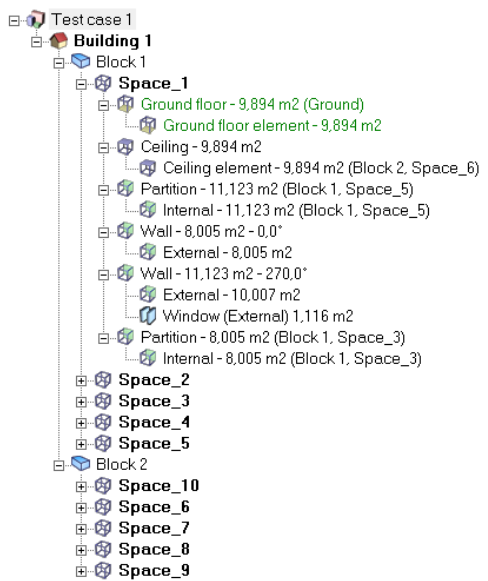 Test case 1
Building 1
Block 1
Space_1
Ground floor - 9,894 m2 (Ground)
Ground floor element - 9,894 m2
Ceiling - 9,894 m2
Ceiling element - 9,894 m2 (Block 2, Space_6)
Partition - 11,123 m2 (Block 1, Space_5)
Internal - 11,123 m2 (Block 1, Space_5)
Wall - 8,005 m2 - 0,0°
External - 8,005 m2
Wall - 11,123 m2 - 270,0°
External - 10,007 m2
Window (External) 1,116 m2
Partition - 8,005 m2 (Block 1, Space_3)
Internal - 8,005 m2 (Block 1, Space_3)
Space_2
Space_3
Space_4
Space_5
Block 2
Space_10
Space_6
Space_7
Space_8
Space_9